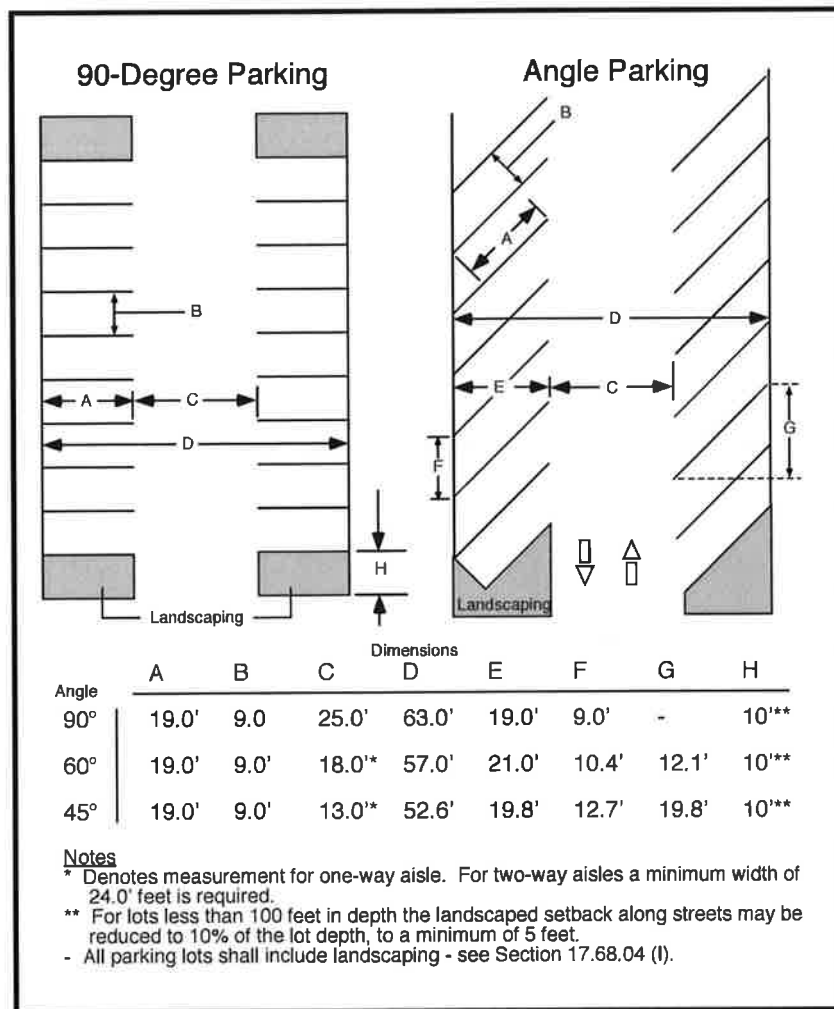 90-Degree Parking
Angle Parking
B
A
B
D
A
C
E
C
D
F
G
H
Landscaping
Landscaping
Dimensions
Angle A B C D E F G H
90° 19.0' 9.0 25.0' 63.0' 19.0' 9.0' - 10'**
60° 19.0' 9.0' 18.0'* 57.0' 21.0' 10.4' 12.1' 10'**
45° 19.0' 9.0' 13.0'* 52.6' 19.8' 12.7' 19.8' 10'**
Notes
* Denotes measurement for one-way aisle. For two-way aisles a minimum width of
24.0' feet is required.
** For lots less than 100 feet in depth the landscaped setback along streets may be
reduced to 10% of the lot depth, to a minimum of 5 feet.
- All parking lots shall include landscaping - see Section 17.68.04 (I).